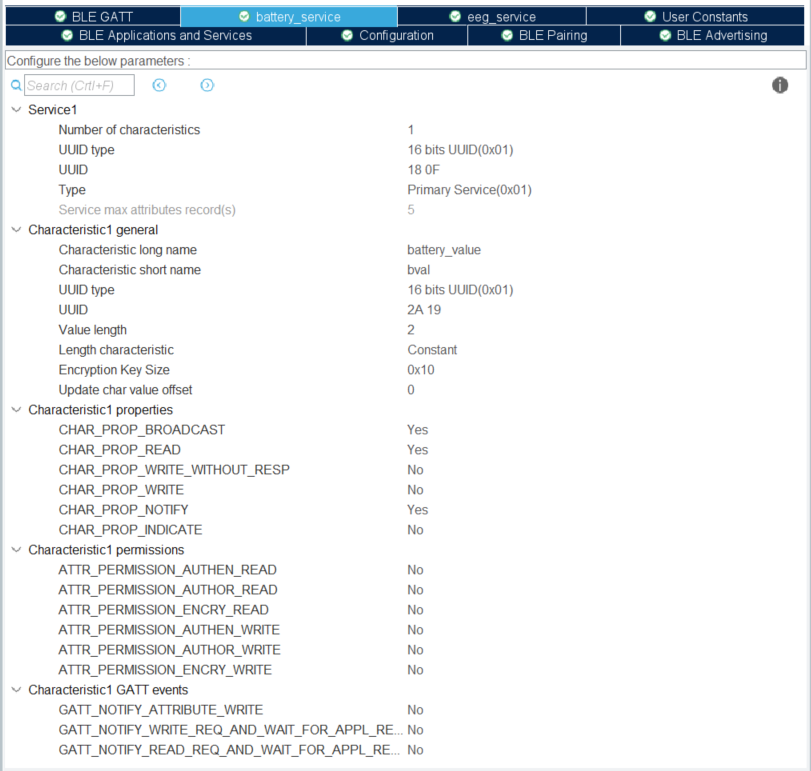 BLE GATT battery_service eeg_service User Constants
BLE Applications and Services Configuration BLE Pairing BLE Advertising
Configure the below parameters :
Search (Crtl+F)
Service1
Number of characteristics 1
UUID type 16 bits UUID(0x01)
UUID 18 0F
Type Primary Service(0x01)
Service max attributes record(s) 5
Characteristic1 general
Characteristic long name battery_value
Characteristic short name bval
UUID type 16 bits UUID(0x01)
UUID 2A 19
Value length 2
Length characteristic Constant
Encryption Key Size 0x10
Update char value offset 0
Characteristic1 properties
CHAR_PROP_BROADCAST Yes
CHAR_PROP_READ Yes
CHAR_PROP_WRITE_WITHOUT_RESP No
CHAR_PROP_WRITE No
CHAR_PROP_NOTIFY Yes
CHAR_PROP_INDICATE No
Characteristic1 permissions
ATTR_PERMISSION_AUTHEN_READ No
ATTR_PERMISSION_AUTHOR_READ No
ATTR_PERMISSION_ENCRY_READ No
ATTR_PERMISSION_AUTHEN_WRITE No
ATTR_PERMISSION_AUTHOR_WRITE No
ATTR_PERMISSION_ENCRY_WRITE No
Characteristic1 GATT events
GATT_NOTIFY_ATTRIBUTE_WRITE No
GATT_NOTIFY_WRITE_REQ_AND_WAIT_FOR_APPL_RE... No
GATT_NOTIFY_READ_REQ_AND_WAIT_FOR_APPL_RE... No